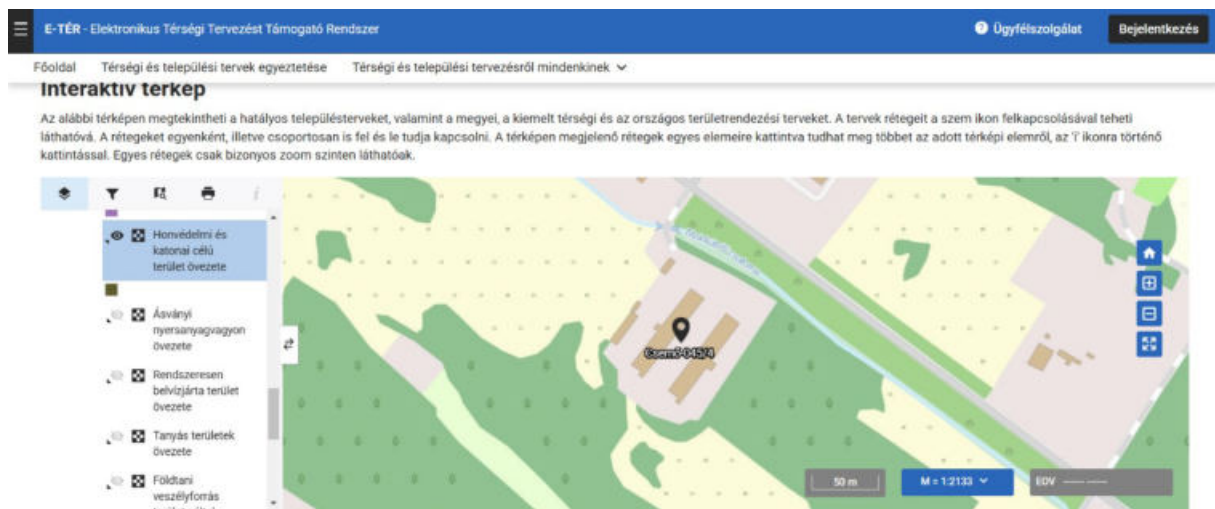 E-TÉR - Elektronikus Térségi Tervezést Támogató Rendszer
Ügyfélszolgálat
Bejelentkezés
Főoldal
Térségi és települési tervek egyeztetése
Térségi és települési tervezésről mindenkinek
Interaktív térkép
Az alábbi térképen megtekintheti a hatályos településterveket, valamint a megyei, a kiemelt térségi és az országos területrendezési terveket. A tervek rétegeit a szem ikon felkapcsolásával teheti
láthatóvá. A rétegeket egyenként, illetve csoportosan is fel és le tudja kapcsolni. A térképen megjelenő rétegek egyes elemeire kattintva tudhat meg többet az adott térképi elemről, az 'i' ikonra történő
kattintással. Egyes rétegek csak bizonyos zoom szinten láthatóak.
Honvédelmi és
katonai célú
terület övezete
Ásványi
nyersanyagvagyon
övezete
Rendszeresen
belvízjárta terület
övezete
Tanyás területek
övezete
Földtani
veszélyforrás
Csemő 045/4
50 m
M = 1:2133
EOV ------- -------